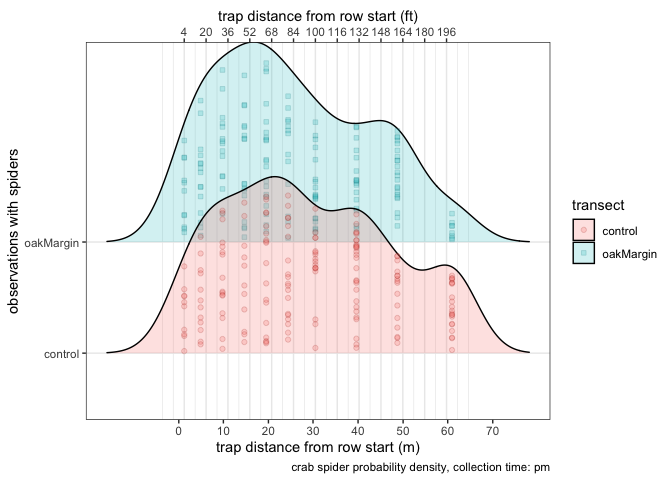 trap distance from row start (ft)
4 20 36 52 68 84 100 116 132 148 164 180 196
observations with spiders
oakMargin
control
transect
control
oakMargin
0 10 20 30 40 50 60 70
trap distance from row start (m)
crab spider probability density, collection time: pm